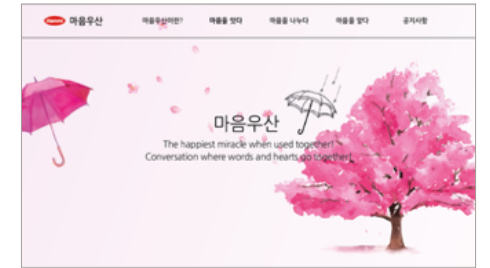 마음우산
마음우산이란?
마음을 잇다
마음을 나누다
마음을 알다
공지사항
마음우산
The happiest miracle when used together!
Conversation where words and hearts go together!